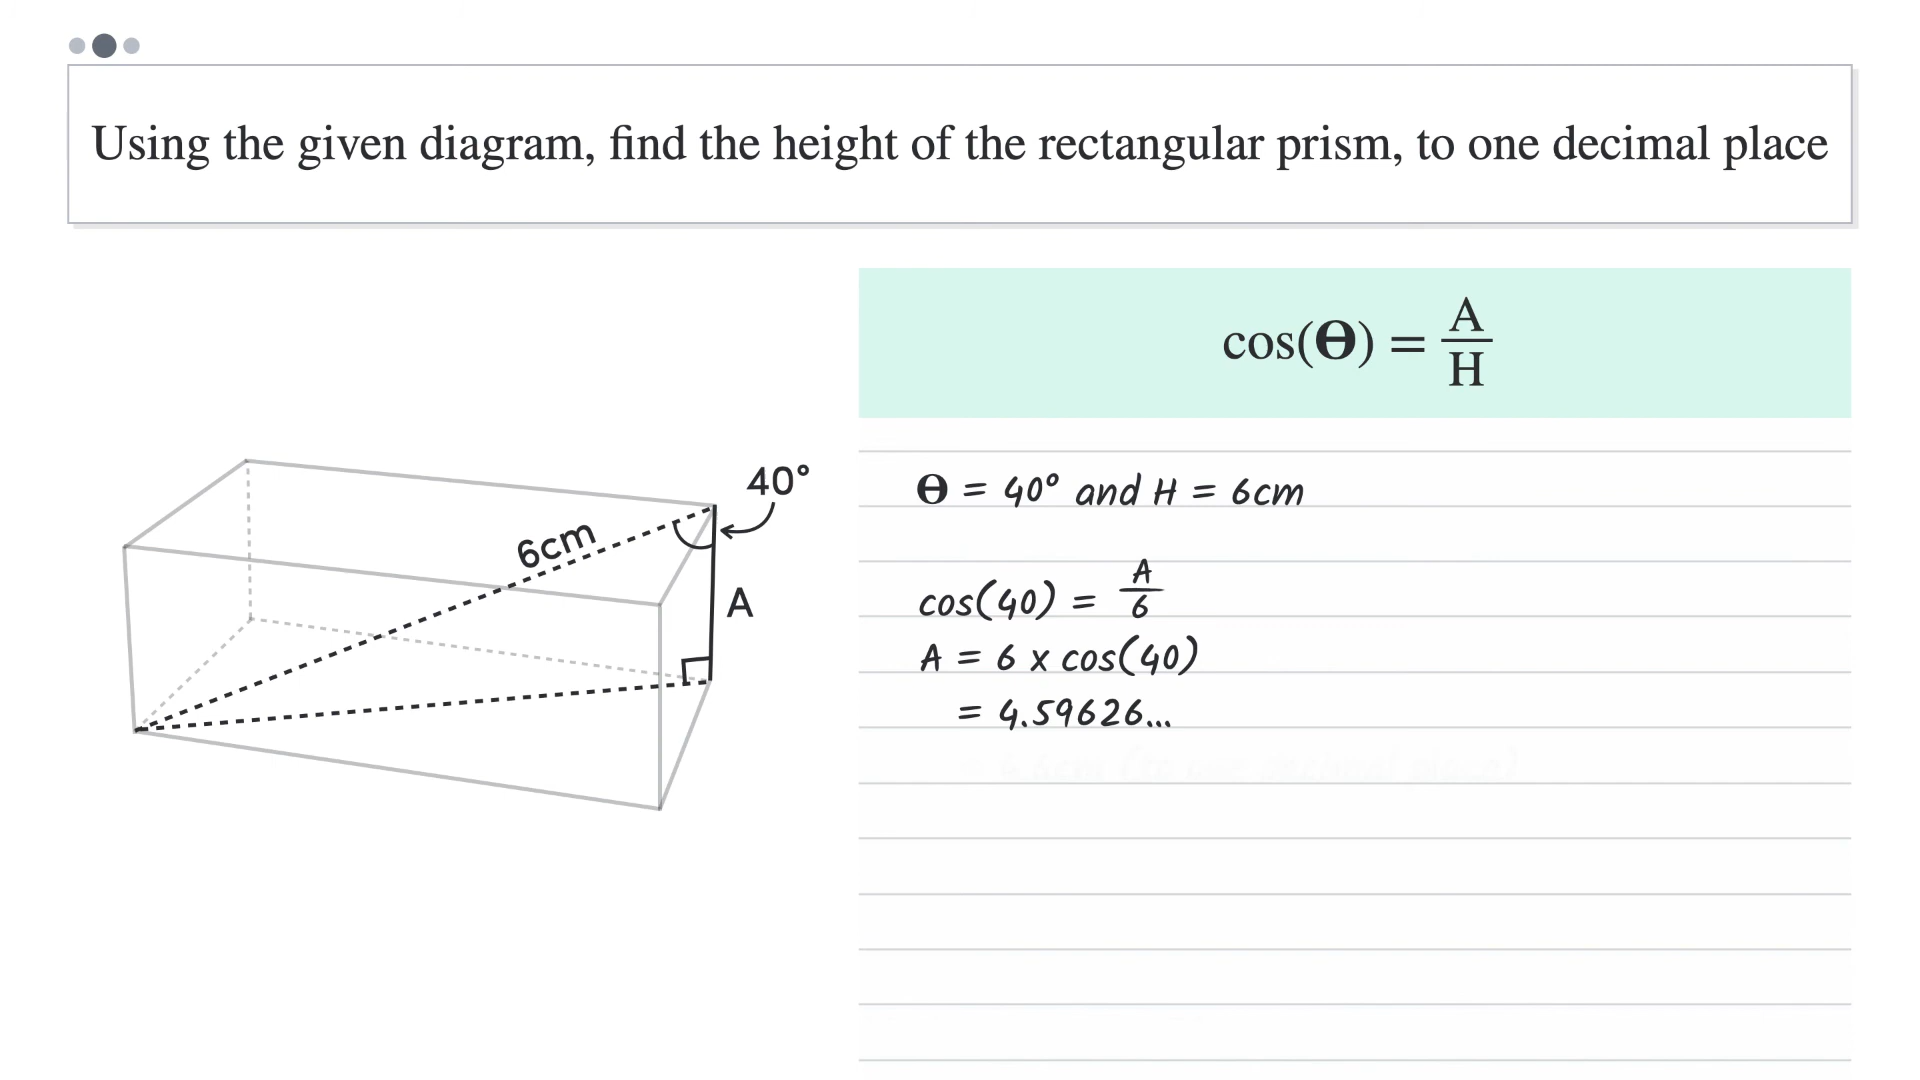 Using the given diagram, find the height of the rectangular prism, to one decimal place
cos(Θ) = A/H
40°
6cm
A
Θ = 40° and H = 6cm
cos(40) = A/6
A = 6 x cos(40)
= 4.59626...